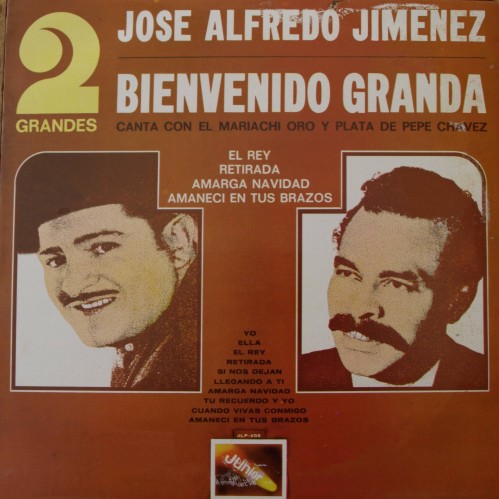 JOSE ALFREDO JIMENEZ
2
GRANDES
BIENVENIDO GRANDA
CANTA CON EL MARIACHI ORO Y PLATA DE PEPE CHAVEZ
EL REY
RETIRADA
AMARGA NAVIDAD
AMANECI EN TUS BRAZOS
YO
ELLA
EL REY
RETIRADA
SI NOS DEJAN
LLEGANDO A TI
AMARGA NAVIDAD
TU RECUERDO Y YO
CUANDO VIVAS CONMIGO
AMANECI EN TUS BRAZOS
Junior